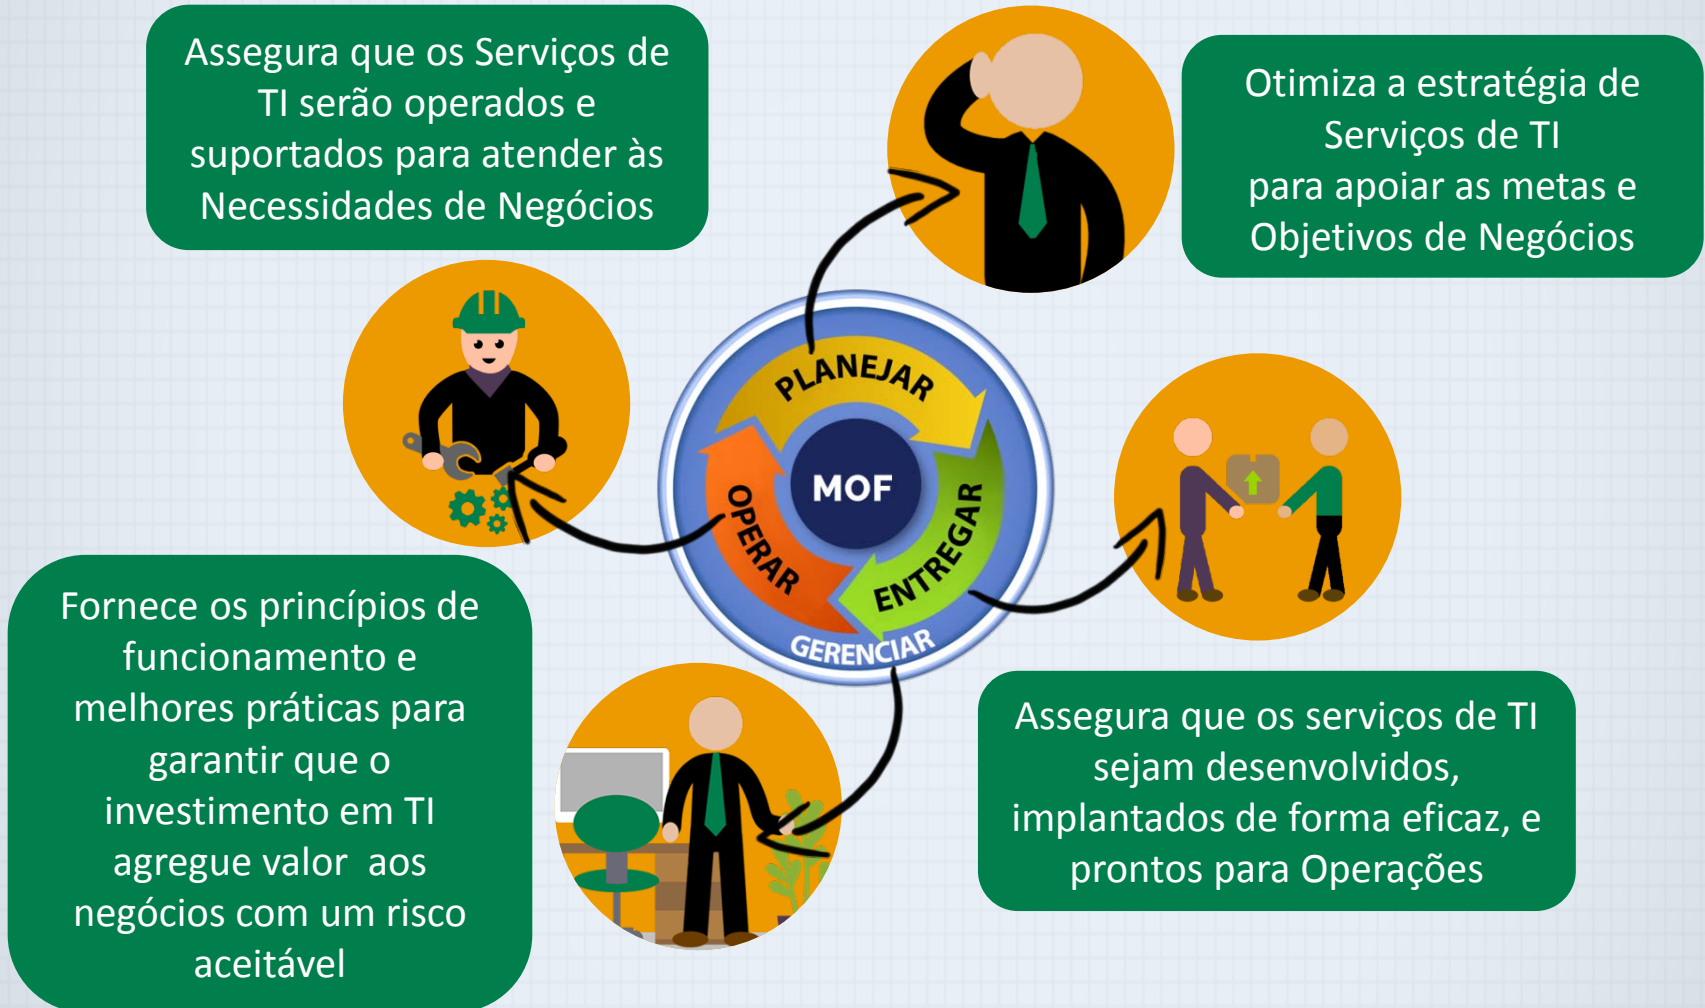 Assegura que os Serviços de
TI serão operados e
suportados para atender às
Necessidades de Negócios
Otimiza a estratégia de
Serviços de TI
para apoiar as metas e
Objetivos de Negócios
PLANEJAR
MOF
OPERAR
ENTREGAR
GERENCIAR
Fornece os princípios de
funcionamento e
melhores práticas para
garantir que o
investimento em TI
agregue valor  aos
negócios com um risco
aceitável
Assegura que os serviços de TI
sejam desenvolvidos,
implantados de forma eficaz, e
prontos para Operações